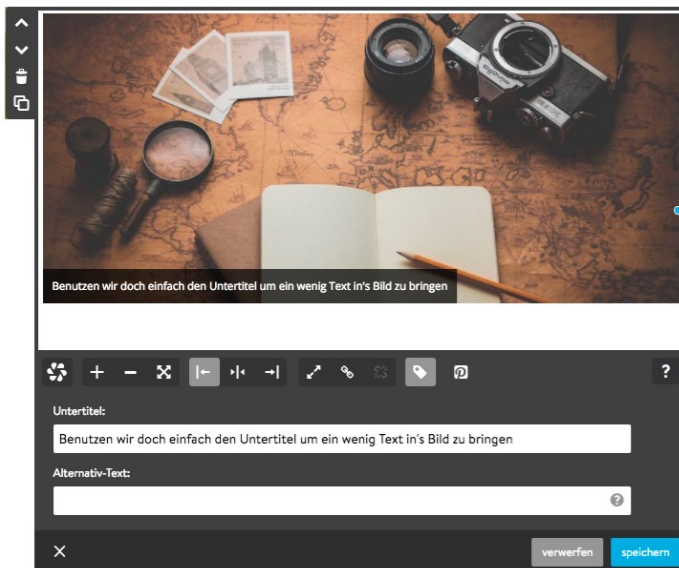 minolta
Benutzen wir doch einfach den Untertitel um ein wenig Text in's Bild zu bringen
?
Untertitel:
Benutzen wir doch einfach den Untertitel um ein wenig Text in's Bild zu bringen
Alternativ-Text:
?
verwerfen
speichern